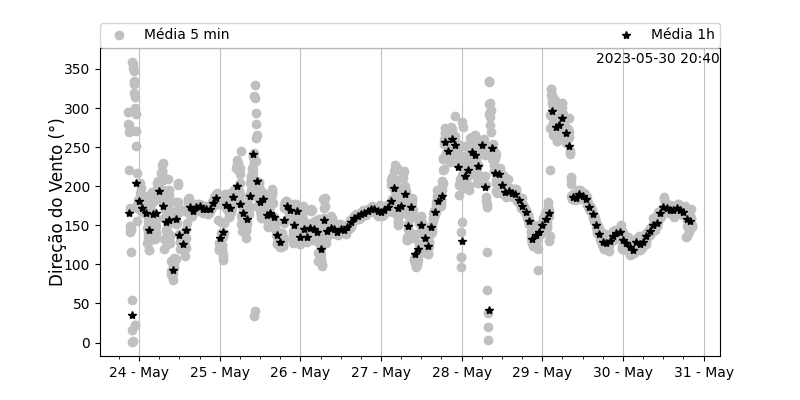 Média 5 min
Média 1h
2023-05-30 20:40
Direção do Vento (°)
350
300
250
200
150
100
50
0
24 - May
25 - May
26 - May
27 - May
28 - May
29 - May
30 - May
31 - May